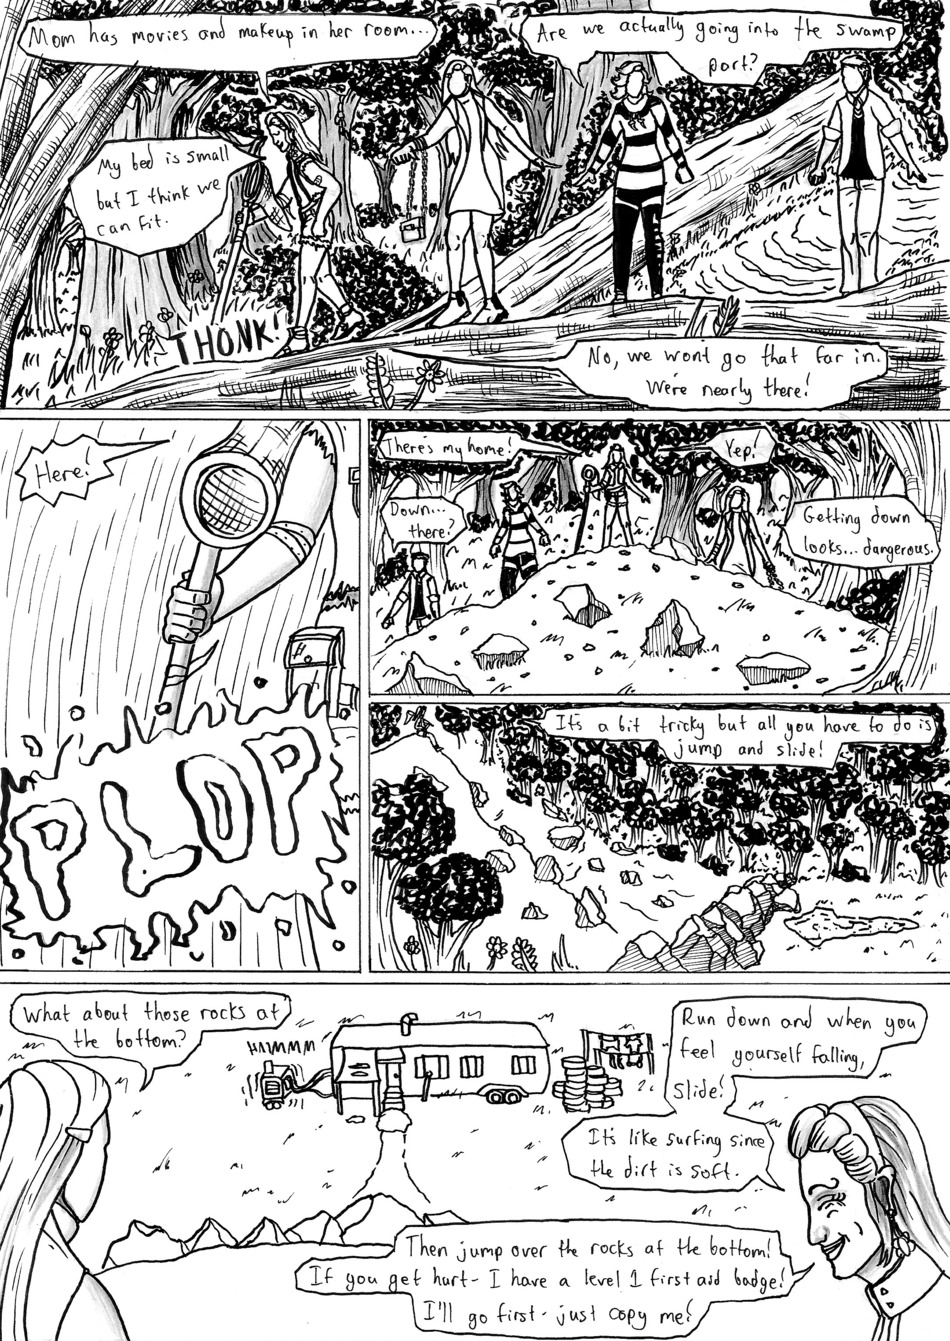 Mom has movies and makeup in her room...
Are we actually going into the swamp
part?
My bed is small
but I think we
can fit.
THONK!
No, we wont go that far in.
We're nearly there!
Here!
PLOP
There's my home!
Yep.
Down...
there?
Getting down
looks... dangerous.
It's a bit tricky but all you have to do is
jump and slide!
What about those rocks at
the bottom?
HMMMM
Run down and when you
feel yourself falling,
Slide!
It's like surfing since
the dirt is soft.
Then jump over the rocks at the bottom!
If you get hurt- I have a level 1 first aid badge!
I'll go first- just copy me!